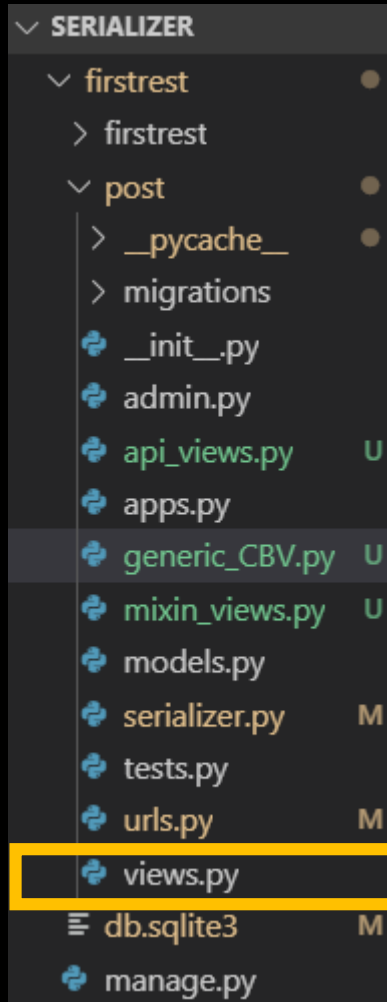 SERIALIZER
firstrest
firstrest
post
__pycache__
migrations
__init__.py
admin.py
api_views.py U
apps.py
generic_CBV.py U
mixin_views.py U
models.py
serializer.py M
tests.py
urls.py M
views.py
db.sqlite3 M
manage.py